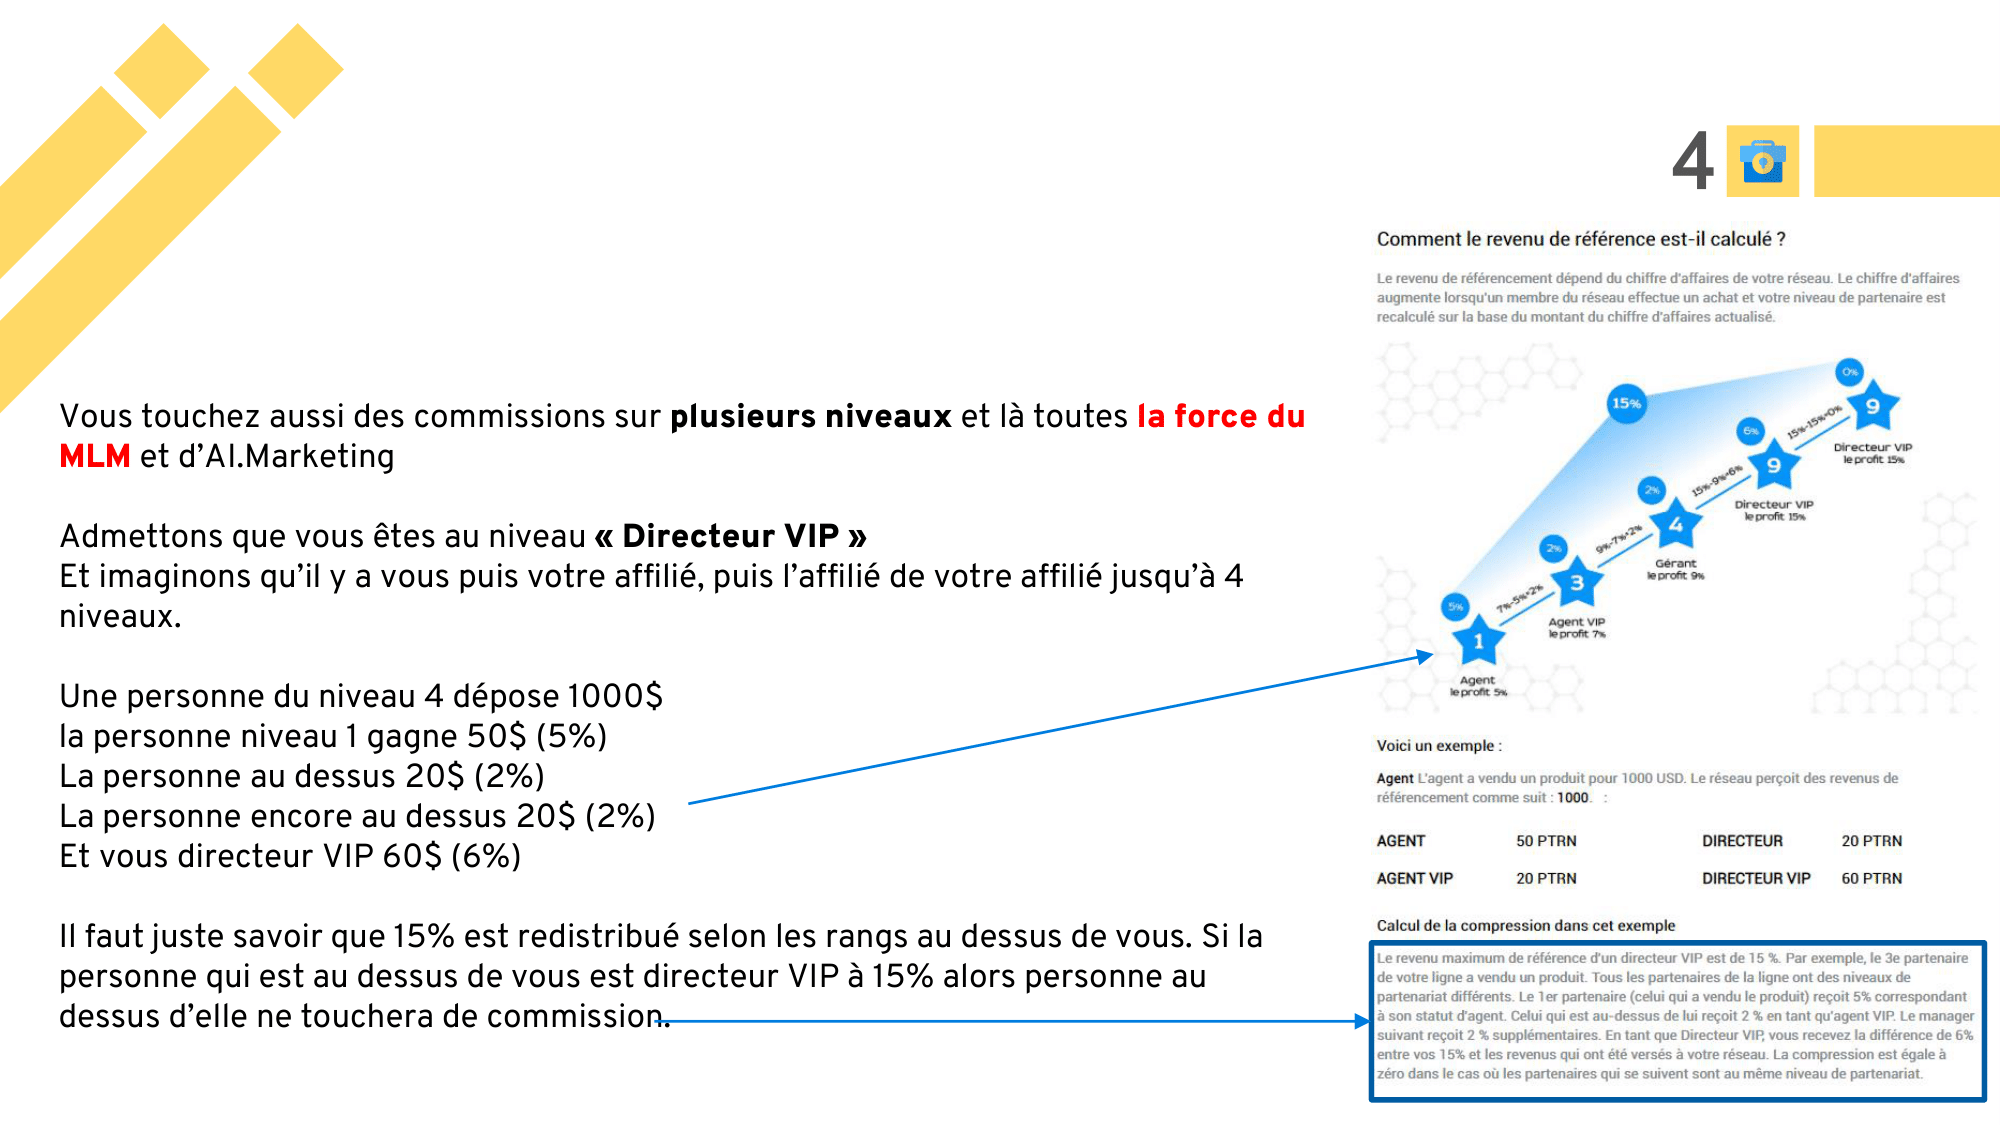 4
Vous touchez aussi des commissions sur plusieurs niveaux et là toutes la force du
MLM et d’AI.Marketing
Admettons que vous êtes au niveau « Directeur VIP »
Et imaginons qu’il y a vous puis votre affilié, puis l’affilié de votre affilié jusqu’à 4
niveaux.
Une personne du niveau 4 dépose 1000$
la personne niveau 1 gagne 50$ (5%)
La personne au dessus 20$ (2%)
La personne encore au dessus 20$ (2%)
Et vous directeur VIP 60$ (6%)
Il faut juste savoir que 15% est redistribué selon les rangs au dessus de vous. Si la
personne qui est au dessus de vous est directeur VIP à 15% alors personne au
dessus d’elle ne touchera de commission.
Comment le revenu de référence est-il calculé ?
Le revenu de référencement dépend du chiffre d'affaires de votre réseau. Le chiffre d'affaires
augmente lorsqu'un membre du réseau effectue un achat et votre niveau de partenaire est
recalculé sur la base du montant du chiffre d'affaires actualisé.
0%
15%
9
15%-15%=0%
6%
Directeur VIP
le profit 15%
9
15%-9%=6%
2%
Directeur VIP
le profit 15%
4
9%-7%=2%
2%
Gérant
le profit 9%
3
7%-5%=2%
5%
Agent VIP
le profit 7%
1
Agent
le profit 5%
Voici un exemple :
Agent L'agent a vendu un produit pour 1000 USD. Le réseau perçoit des revenus de
référencement comme suit : 1000. :
AGENT 50 PTRN DIRECTEUR 20 PTRN
AGENT VIP 20 PTRN DIRECTEUR VIP 60 PTRN
Calcul de la compression dans cet exemple
Le revenu maximum de référence d'un directeur VIP est de 15 %. Par exemple, le 3e partenaire
de votre ligne a vendu un produit. Tous les partenaires de la ligne ont des niveaux de
partenariat différents. Le 1er partenaire (celui qui a vendu le produit) reçoit 5% correspondant
à son statut d'agent. Celui qui est au-dessus de lui reçoit 2 % en tant qu'agent VIP. Le manager
suivant reçoit 2 % supplémentaires. En tant que Directeur VIP, vous recevez la différence de 6%
entre vos 15% et les revenus qui ont été versés à votre réseau. La compression est égale à
zéro dans le cas où les partenaires qui se suivent sont au même niveau de partenariat.